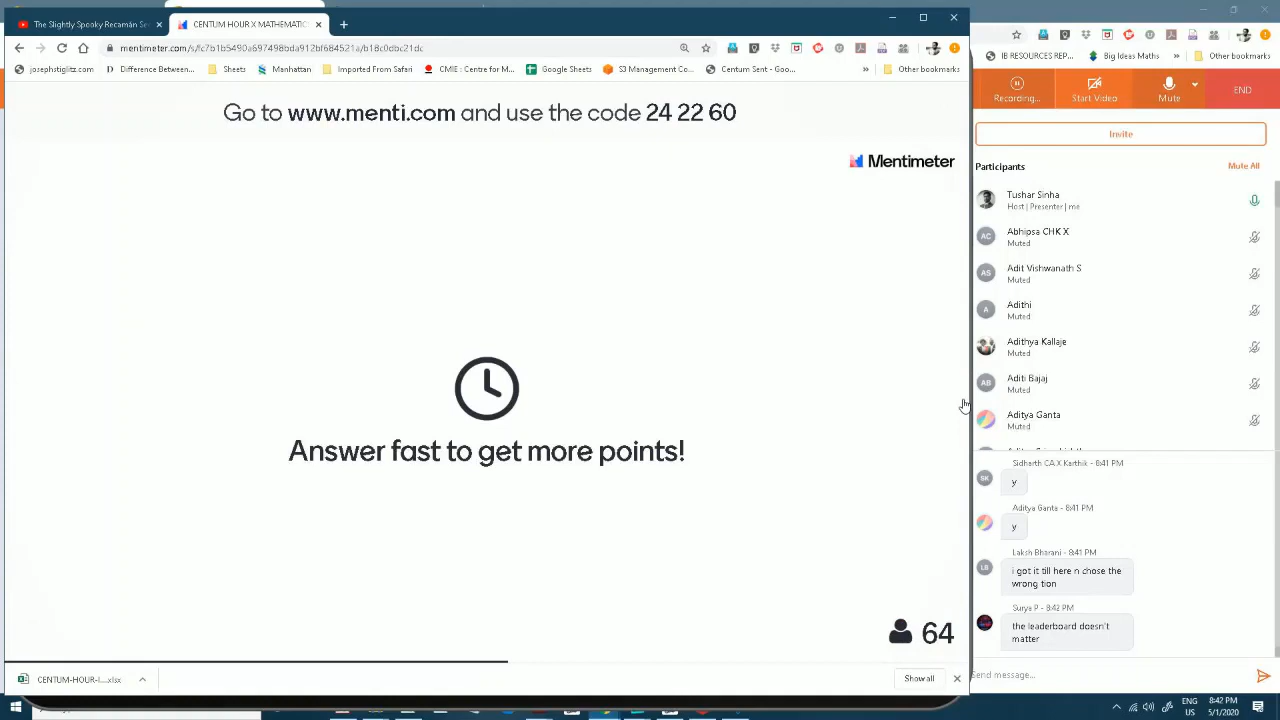 The Slightly Spooky Recamán Se
CENTUM HOUR X MATHEMATIC
mentimeter.com/s/fc7b1b5490a697498bda912bf684521a/b18c0dbc21dc
josephstiglitz.com
Difference Between...
Sheets
Manhattan
Imported From Safari
CMIE : Centre for M...
Google Sheets
S3 Management Co...
Centum Sent - Goo...
»
Other bookmarks
IB RESOURCES REP...
Big Ideas Maths
»
Other bookmarks
Go to www.menti.com and use the code 24 22 60
Mentimeter
Answer fast to get more points!
64
CENTUM-HOUR-I....xlsx
Show all
Recording...
Start Video
Mute
END
Invite
Participants
Mute All
Tushar Sinha
Host | Presenter | me
AC
Abhipsa CHK X
Muted
AS
Adit Vishwanath S
Muted
A
Adithi
Muted
Adithya Kallaje
Muted
AB
Aditi Bajaj
Muted
Aditya Ganta
Muted
Sidharth CA X Karthik - 8:41 PM
SK
y
Aditya Ganta - 8:41 PM
y
Laksh Bharani - 8:41 PM
LB
i got it till here n chose the
wrong tion
Surya P - 8:42 PM
the leaderboard doesn't
matter
Send message...
ENG
US
8:42 PM
5/1/2020